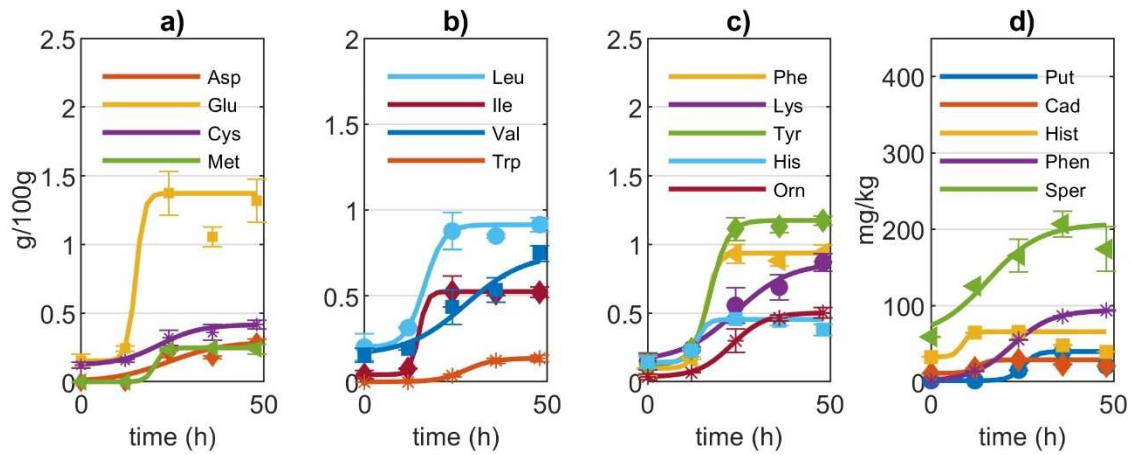 a)
g/100g
2.5
2
1.5
1
0.5
0
Asp
Glu
Cys
Met
0
50
time (h)
b)
2
1.5
1
0.5
0
Leu
Ile
Val
Trp
0
50
time (h)
c)
2.5
2
1.5
1
0.5
0
Phe
Lys
Tyr
His
Orn
0
50
time (h)
d)
mg/kg
400
300
200
100
0
Put
Cad
Hist
Phen
Sper
0
50
time (h)